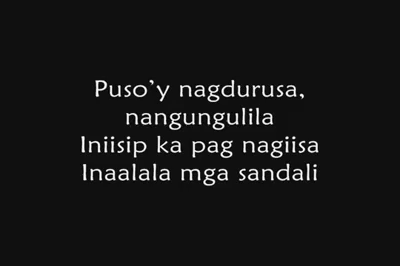 Puso’y nagdurusa,
nangungulila
Iniisip ka pag nagiisa
Inaalala mga sandali